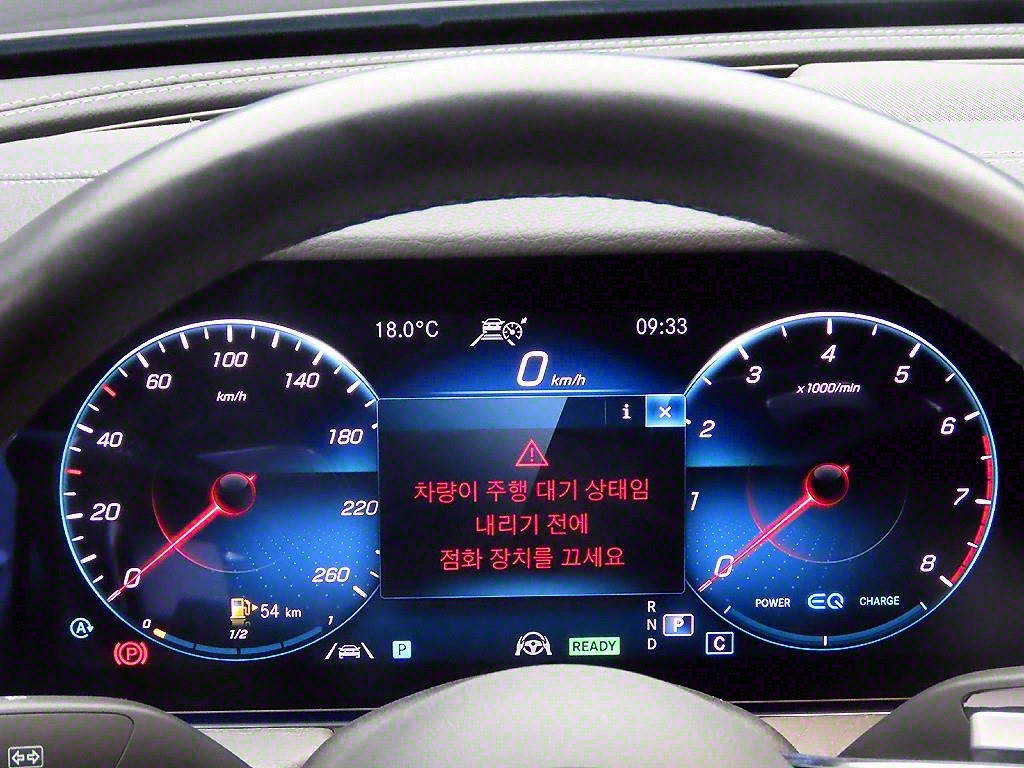 18.0°C
09:33
0 km/h
0
20
40
60
100
140
180
220
260
km/h
i
×
차량이 주행 대기 상태임
내리기 전에
점화 장치를 끄세요
0
1
2
3
4
5
6
7
8
x1000/min
54 km
0
1/2
1
POWER
EQ
CHARGE
A
P
P
READY
R
N
P
D
C